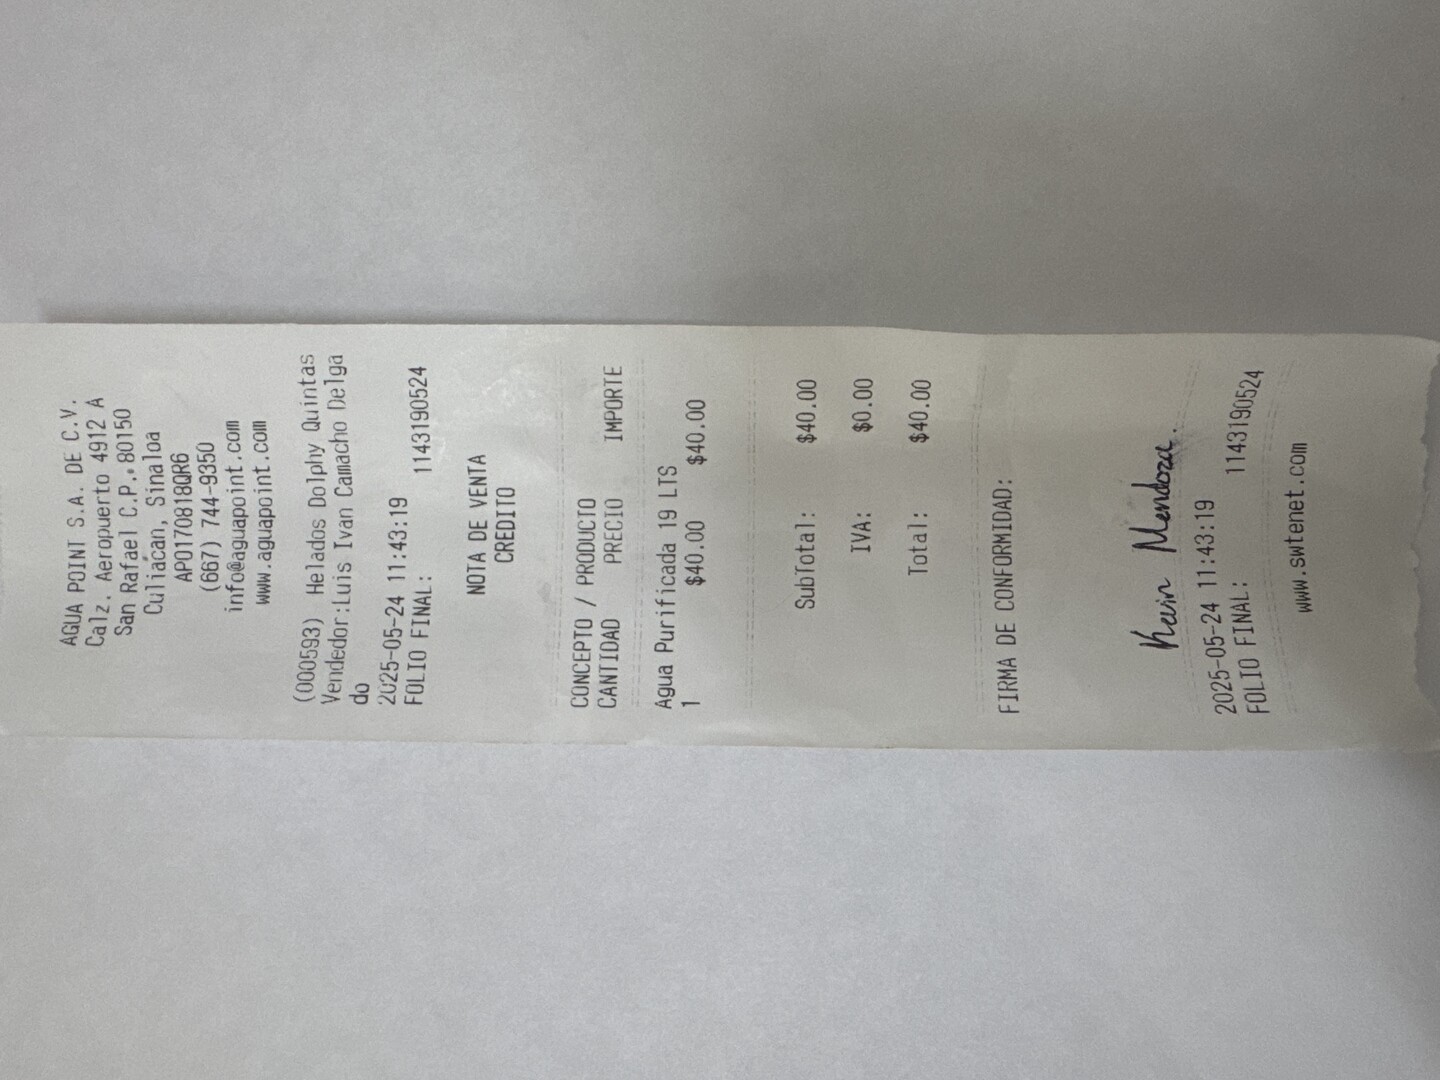 AGUA POINT S.A. DE C.V.
Calz. Aeropuerto 4912 A
San Rafael C.P. 80150
Culiacan, Sinaloa
APO170818QR6
(667) 744-9350
info@aguapoint.com
www.aguapoint.com
(000593) Helados Dolphy Quintas
Vendedor:Luis Ivan Camacho Delga
do
2025-05-24 11:43:19
FOLIO FINAL: 1143190524
NOTA DE VENTA
CREDITO
CONCEPTO / PRODUCTO
CANTIDAD PRECIO IMPORTE
Agua Purificada 19 LTS
1 $40.00 $40.00
SubTotal: $40.00
IVA: $0.00
Total: $40.00
FIRMA DE CONFORMIDAD:
Kevin Mendoza.
2025-05-24 11:43:19
FOLIO FINAL: 1143190524
www.swtenet.com